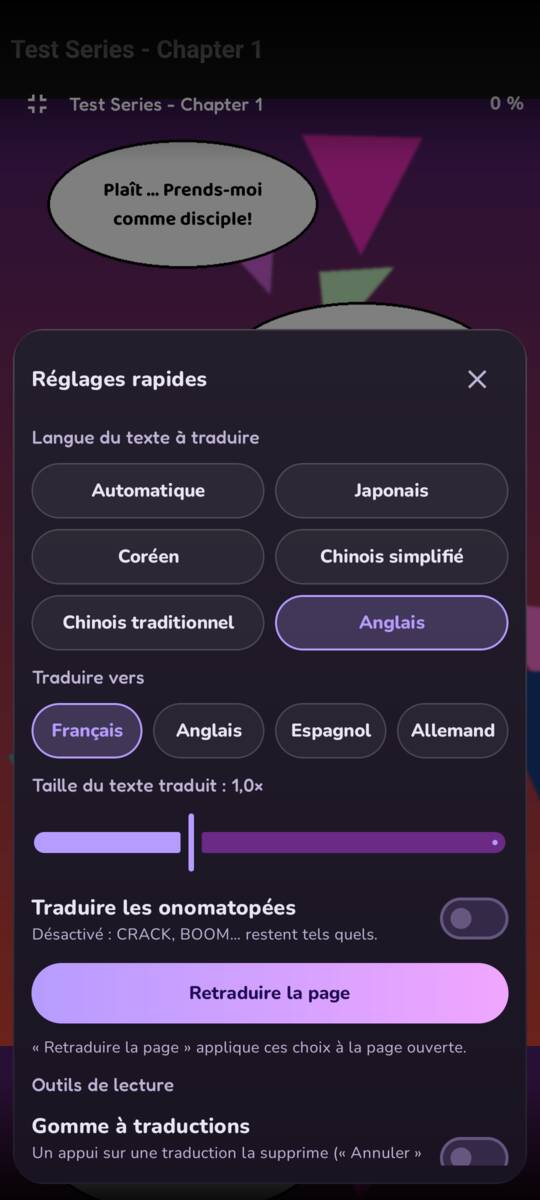 Test Series - Chapter 1
Test Series - Chapter 1
0 %
Plaît ... Prends-moi
comme disciple!
Réglages rapides
Langue du texte à traduire
Automatique
Japonais
Coréen
Chinois simplifié
Chinois traditionnel
Anglais
Traduire vers
Français
Anglais
Espagnol
Allemand
Taille du texte traduit : 1,0×
Traduire les onomatopées
Désactivé : CRACK, BOOM… restent tels quels.
Retraduire la page
« Retraduire la page » applique ces choix à la page ouverte.
Outils de lecture
Gomme à traductions
Un appui sur une traduction la supprime (« Annuler »